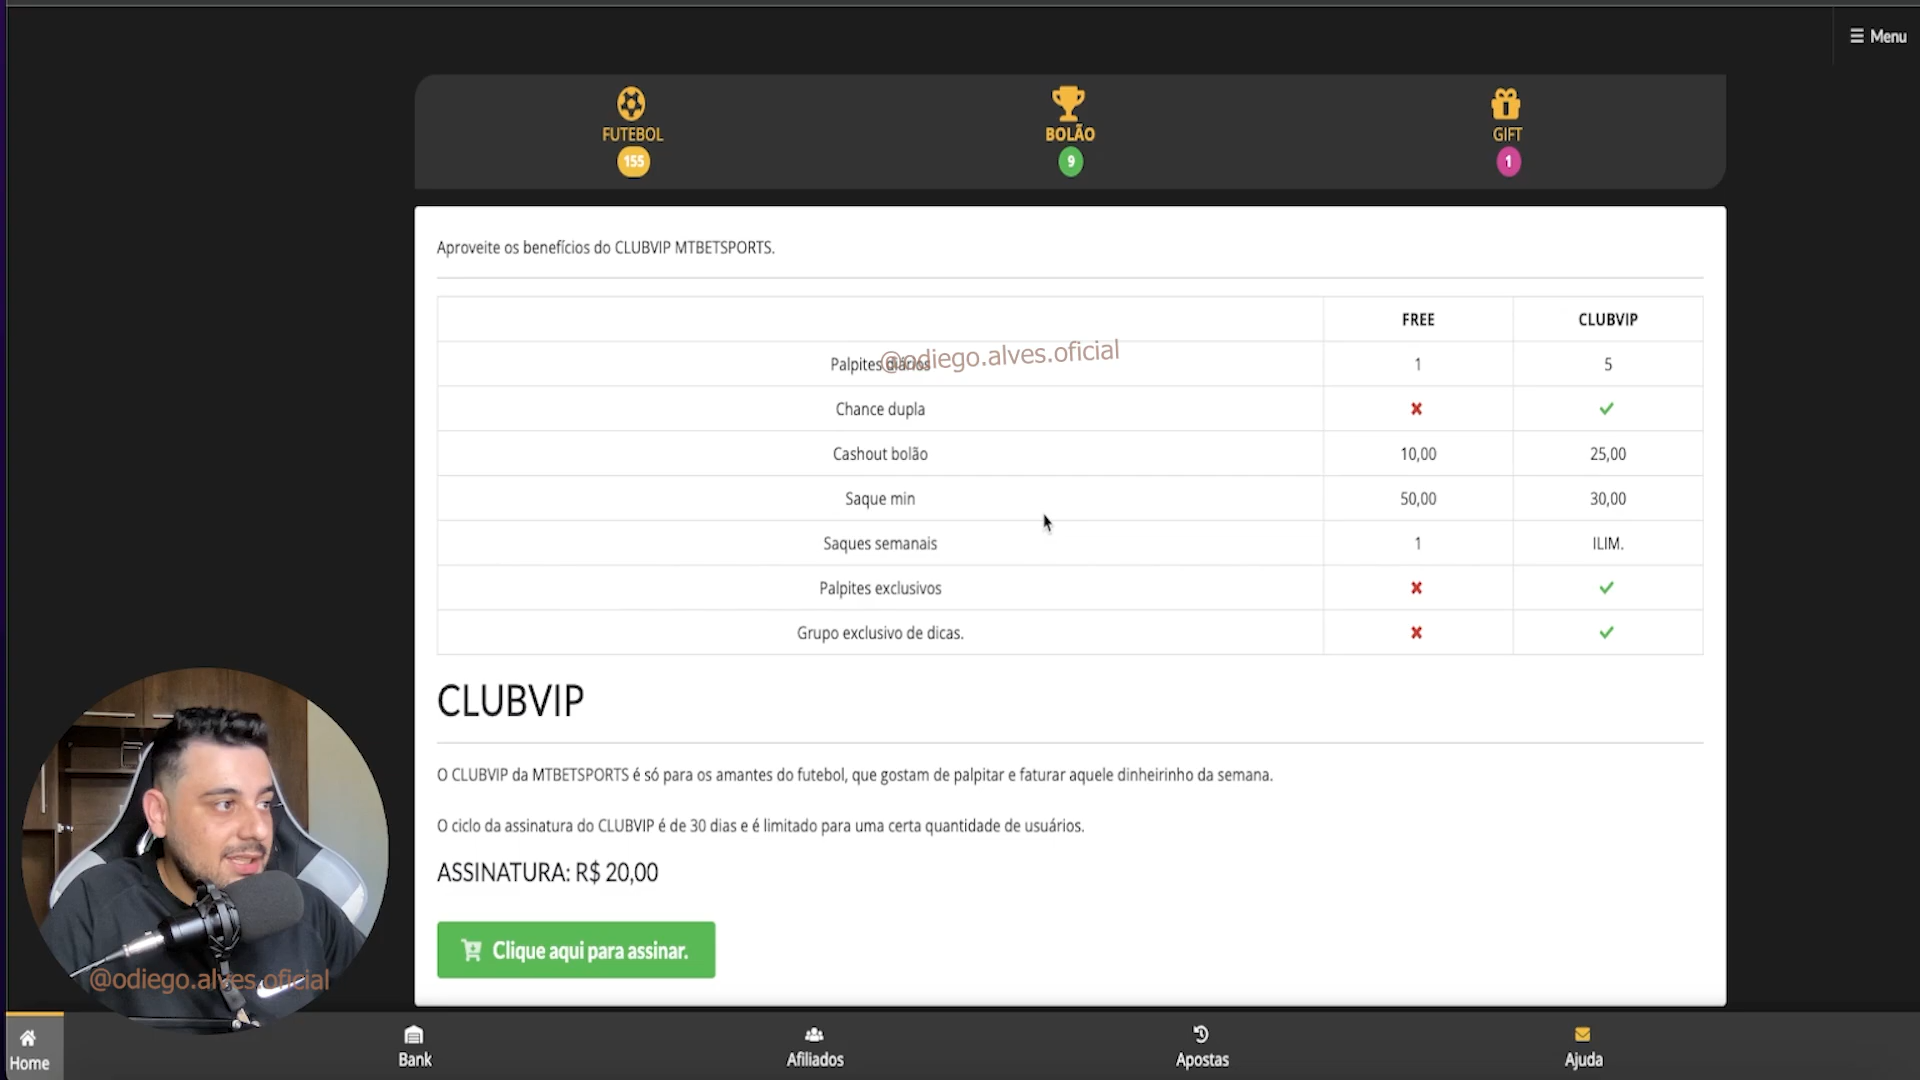 Menu
FUTEBOL
155
BOLÃO
9
GIFT
1
Aproveite os benefícios do CLUBVIP MTBETSPORTS.
FREE CLUBVIP
Palpites diários 1 5
@odiego.alves.oficial
Chance dupla
Cashout bolão 10,00 25,00
Saque min 50,00 30,00
Saques semanais 1 ILIM.
Palpites exclusivos
Grupo exclusivo de dicas.
CLUBVIP
O CLUBVIP da MTBETSPORTS é só para os amantes do futebol, que gostam de palpitar e faturar aquele dinheirinho da semana.
O ciclo da assinatura do CLUBVIP é de 30 dias e é limitado para uma certa quantidade de usuários.
ASSINATURA: R$ 20,00
Clique aqui para assinar.
@odiego.alves.oficial
Home
Bank
Afiliados
Apostas
Ajuda